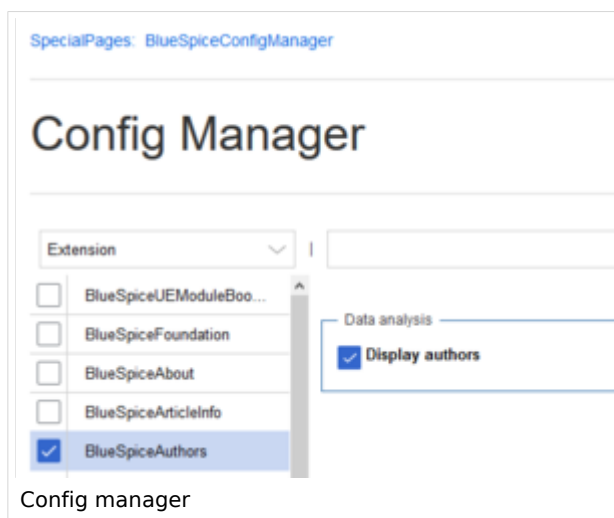 SpecialPages: BlueSpiceConfigManager
Config Manager
Extension |
BlueSpiceUEModuleBoo...
BlueSpiceFoundation
BlueSpiceAbout
BlueSpiceArticleInfo
BlueSpiceAuthors
Data analysis
Display authors
Config manager